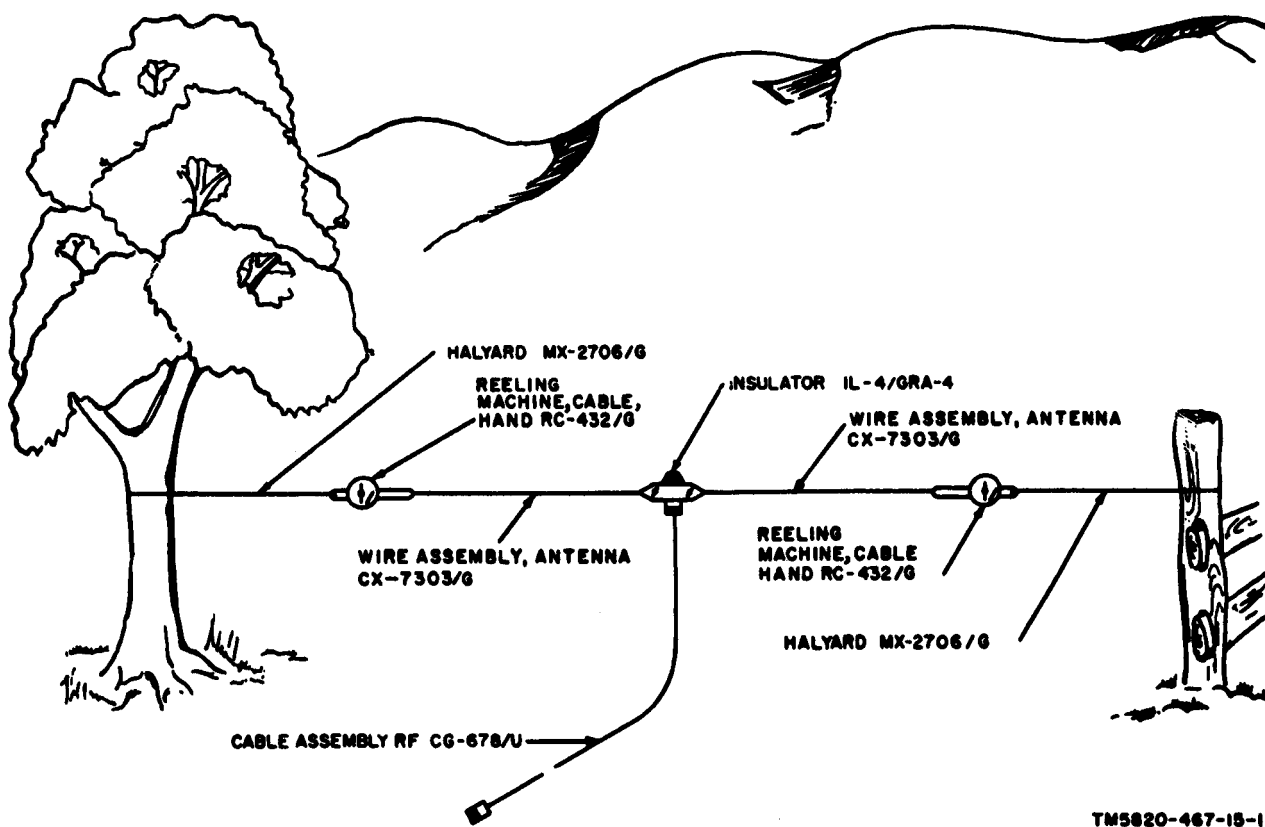 HALYARD MX-2706/G
REELING
MACHINE,CABLE,
HAND RC-432/G
INSULATOR IL-4/GRA-4
WIRE ASSEMBLY, ANTENNA
CX-7303/G
WIRE ASSEMBLY, ANTENNA
CX-7303/G
REELING
MACHINE,CABLE
HAND RC-432/G
HALYARD MX-2706/G
CABLE ASSEMBLY RF CG-678/U
TM5820-467-15-1